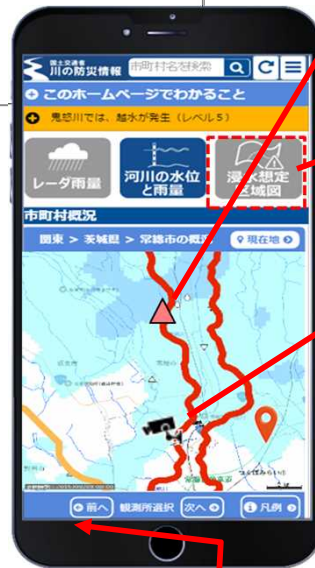 国土交通省
川の防災情報
市町村名を検索
このホームページでわかること
鬼怒川では、越水が発生（レベル５）
レーダ雨量
河川の水位
と雨量
浸水想定
区域図
市町村概況
関東 > 茨城県 > 常総市の概況
現在地
前へ
観測所選択
次へ
凡例